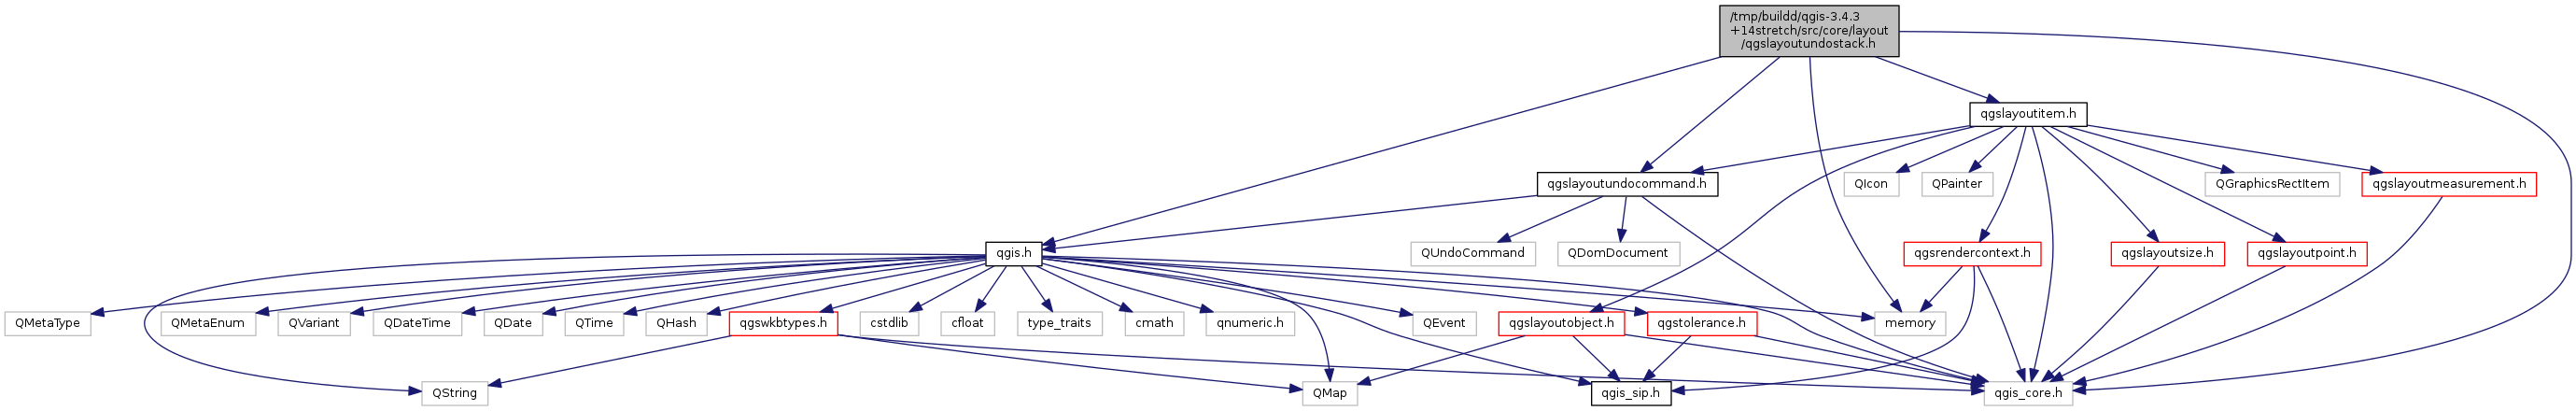 /tmp/buildd/qgis-3.4.3
+14stretch/src/core/layout
/qgslayoutundostack.h
qgslayoutitem.h
qgslayoutundocommand.h
QIcon
QPainter
QGraphicsRectItem
qgslayoutmeasurement.h
qgis.h
QUndoCommand
QDomDocument
qgsrendercontext.h
qgslayoutsize.h
qgslayoutpoint.h
QMetaType
QMetaEnum
QVariant
QDateTime
QDate
QTime
QHash
qgswkbtypes.h
cstdlib
cfloat
type_traits
cmath
qnumeric.h
QEvent
qgslayoutobject.h
qgstolerance.h
memory
QString
QMap
qgis_sip.h
qgis_core.h